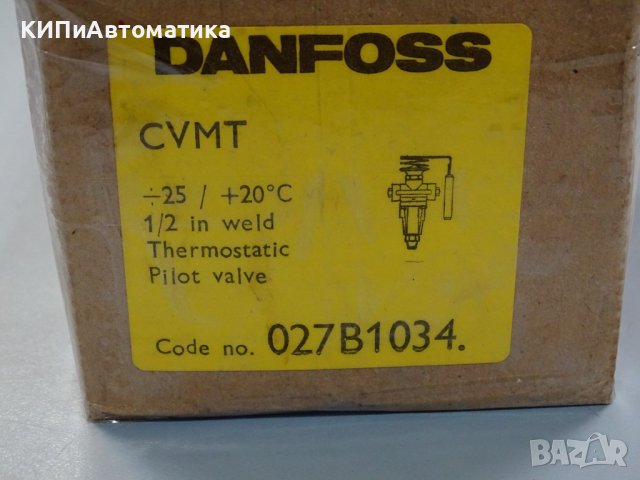 КИПиАвтоматика
DANFOSS
CVMT
÷25 / +20°C
1/2 in weld
Thermostatic
Pilot valve
Code no. 027B1034.
BAZAR